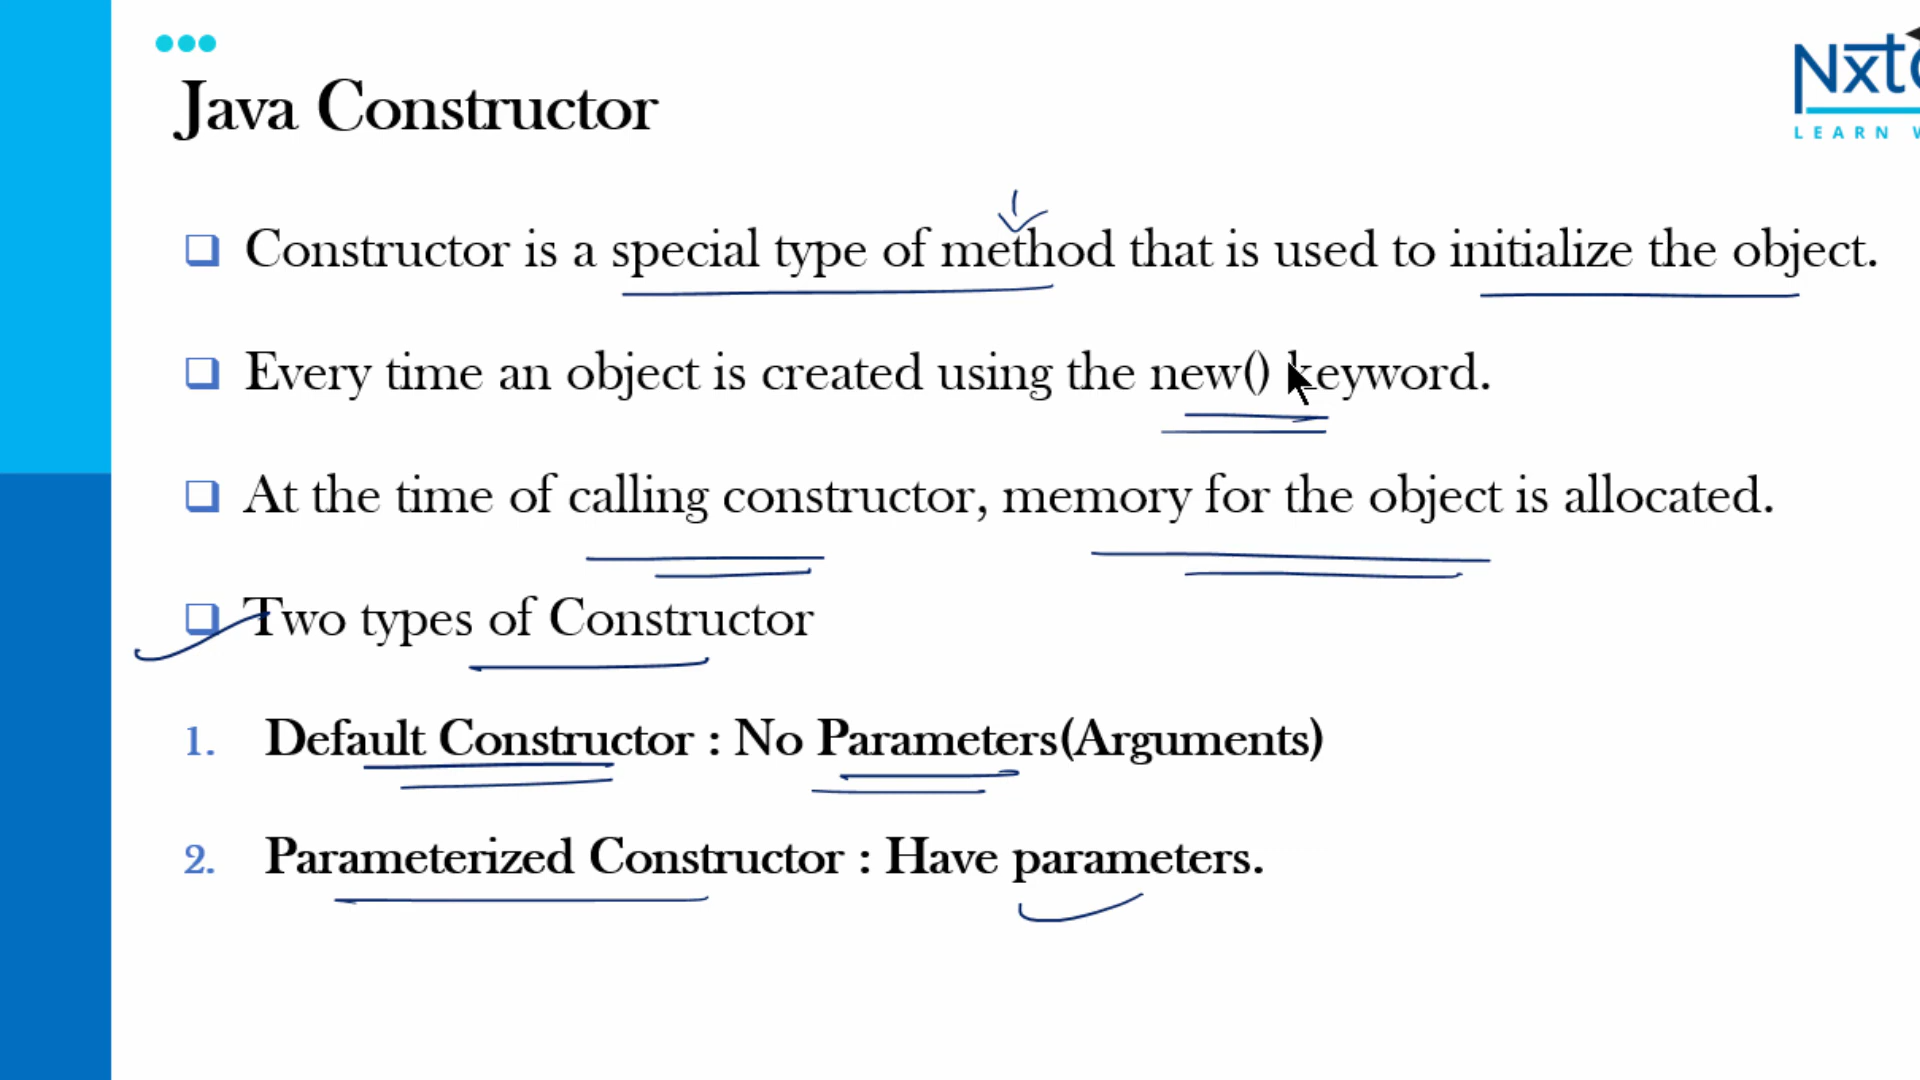 Java Constructor
Nxt
LEARN
Constructor is a special type of method that is used to initialize the object.
Every time an object is created using the new() keyword.
At the time of calling constructor, memory for the object is allocated.
Two types of Constructor
1. Default Constructor : No Parameters(Arguments)
2. Parameterized Constructor : Have parameters.